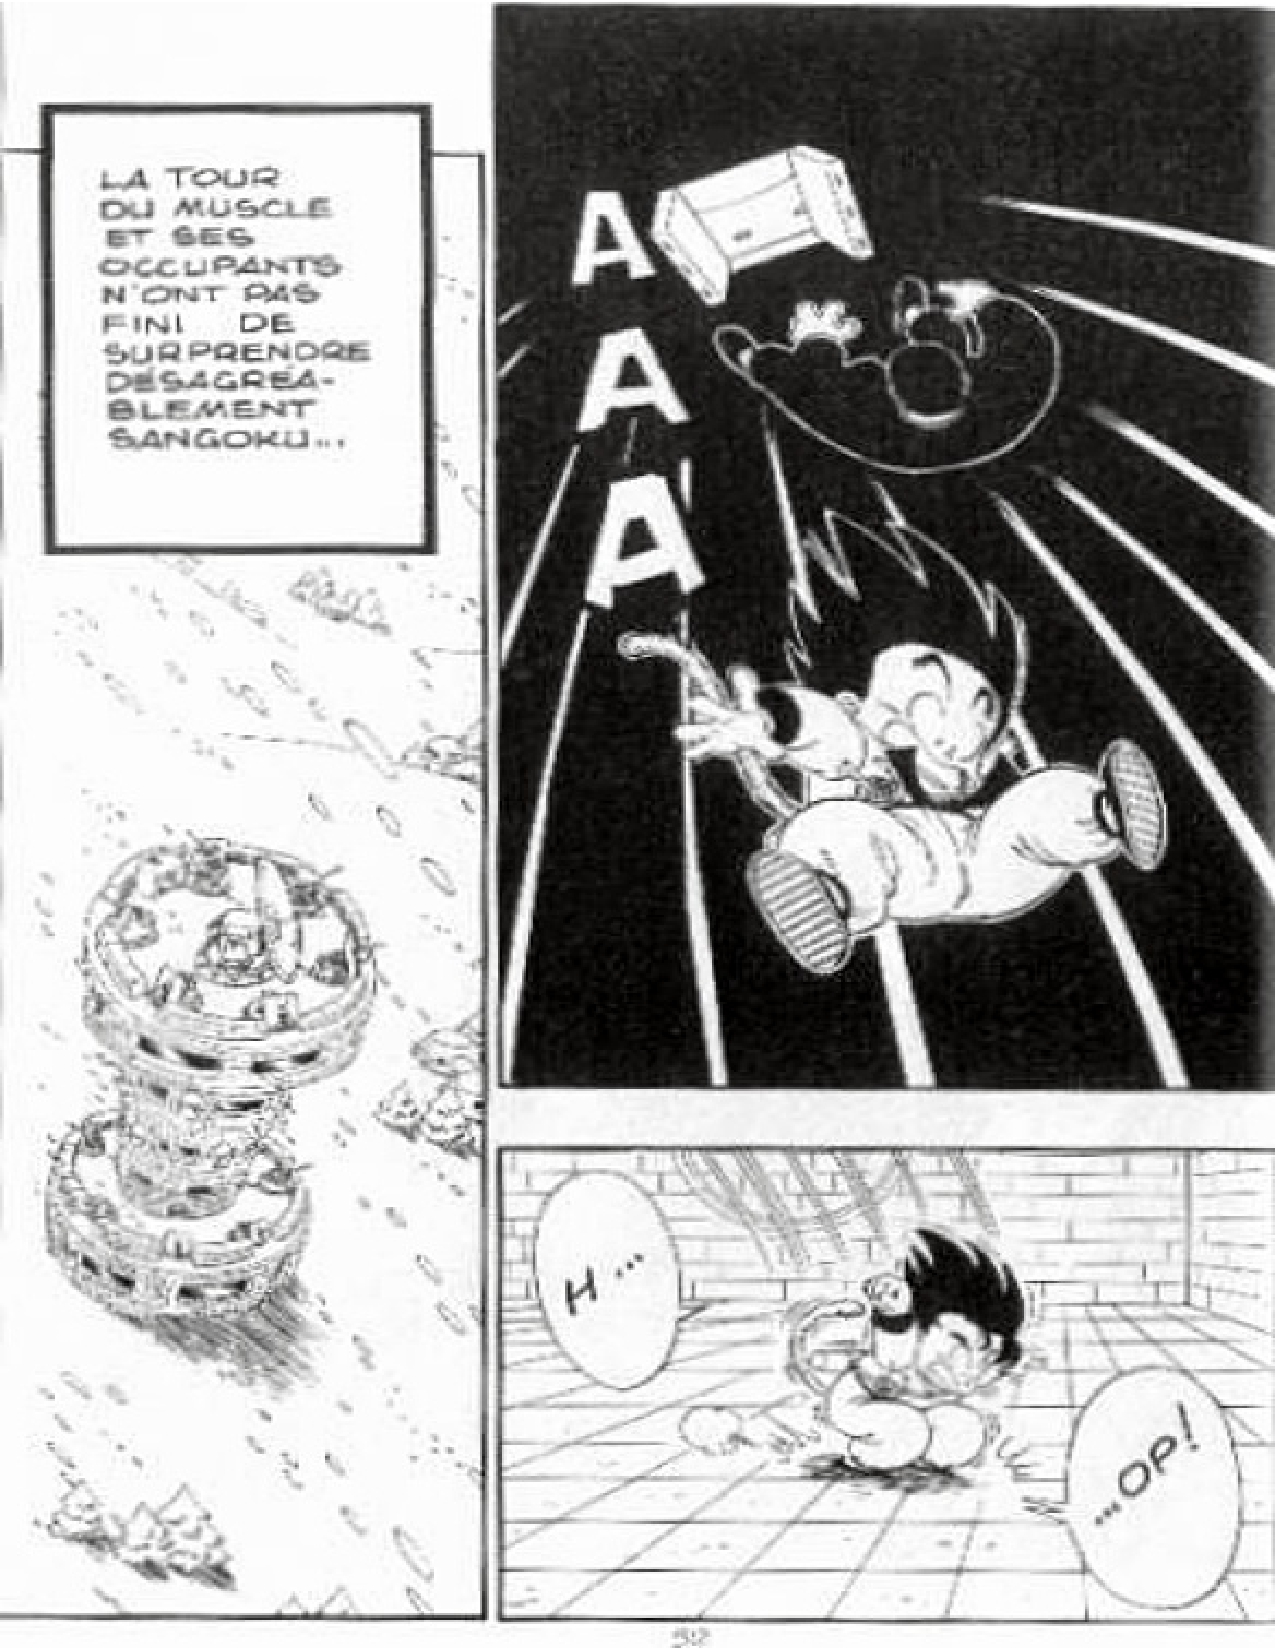 LA TOUR
DU MUSCLE
ET SES
OCCUPANTS
N'ONT PAS
FINI DE
SURPRENDRE
DÉSAGRÉA-
BLEMENT
SANGOKU...
A
A
A
H...
...OP!